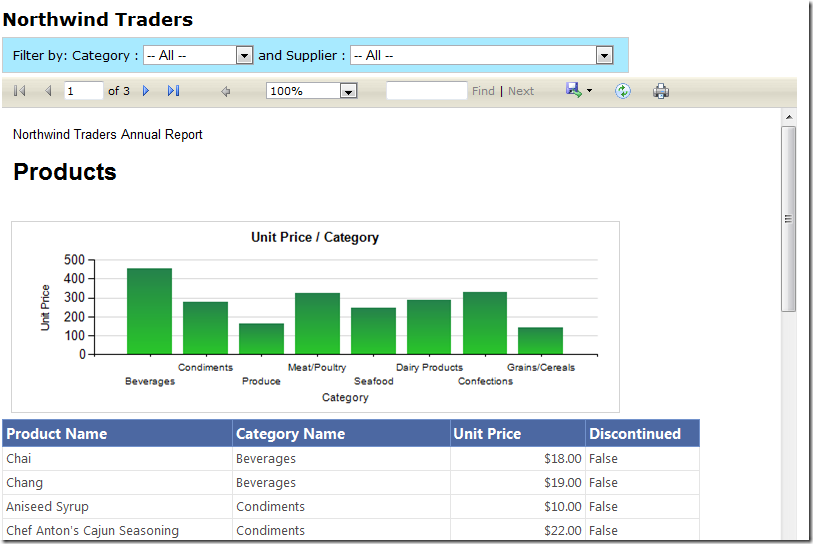 Northwind Traders
Filter by: Category : -- All -- and Supplier : -- All --
1 of 3 100% Find | Next
Northwind Traders Annual Report
Products
Unit Price / Category
500
400
300
200
100
0
Unit Price
Condiments Meat/Poultry Dairy Products Grains/Cereals
Beverages Produce Seafood Confections
Category
Product Name Category Name Unit Price Discontinued
Chai Beverages $18.00 False
Chang Beverages $19.00 False
Aniseed Syrup Condiments $10.00 False
Chef Anton's Cajun Seasoning Condiments $22.00 False